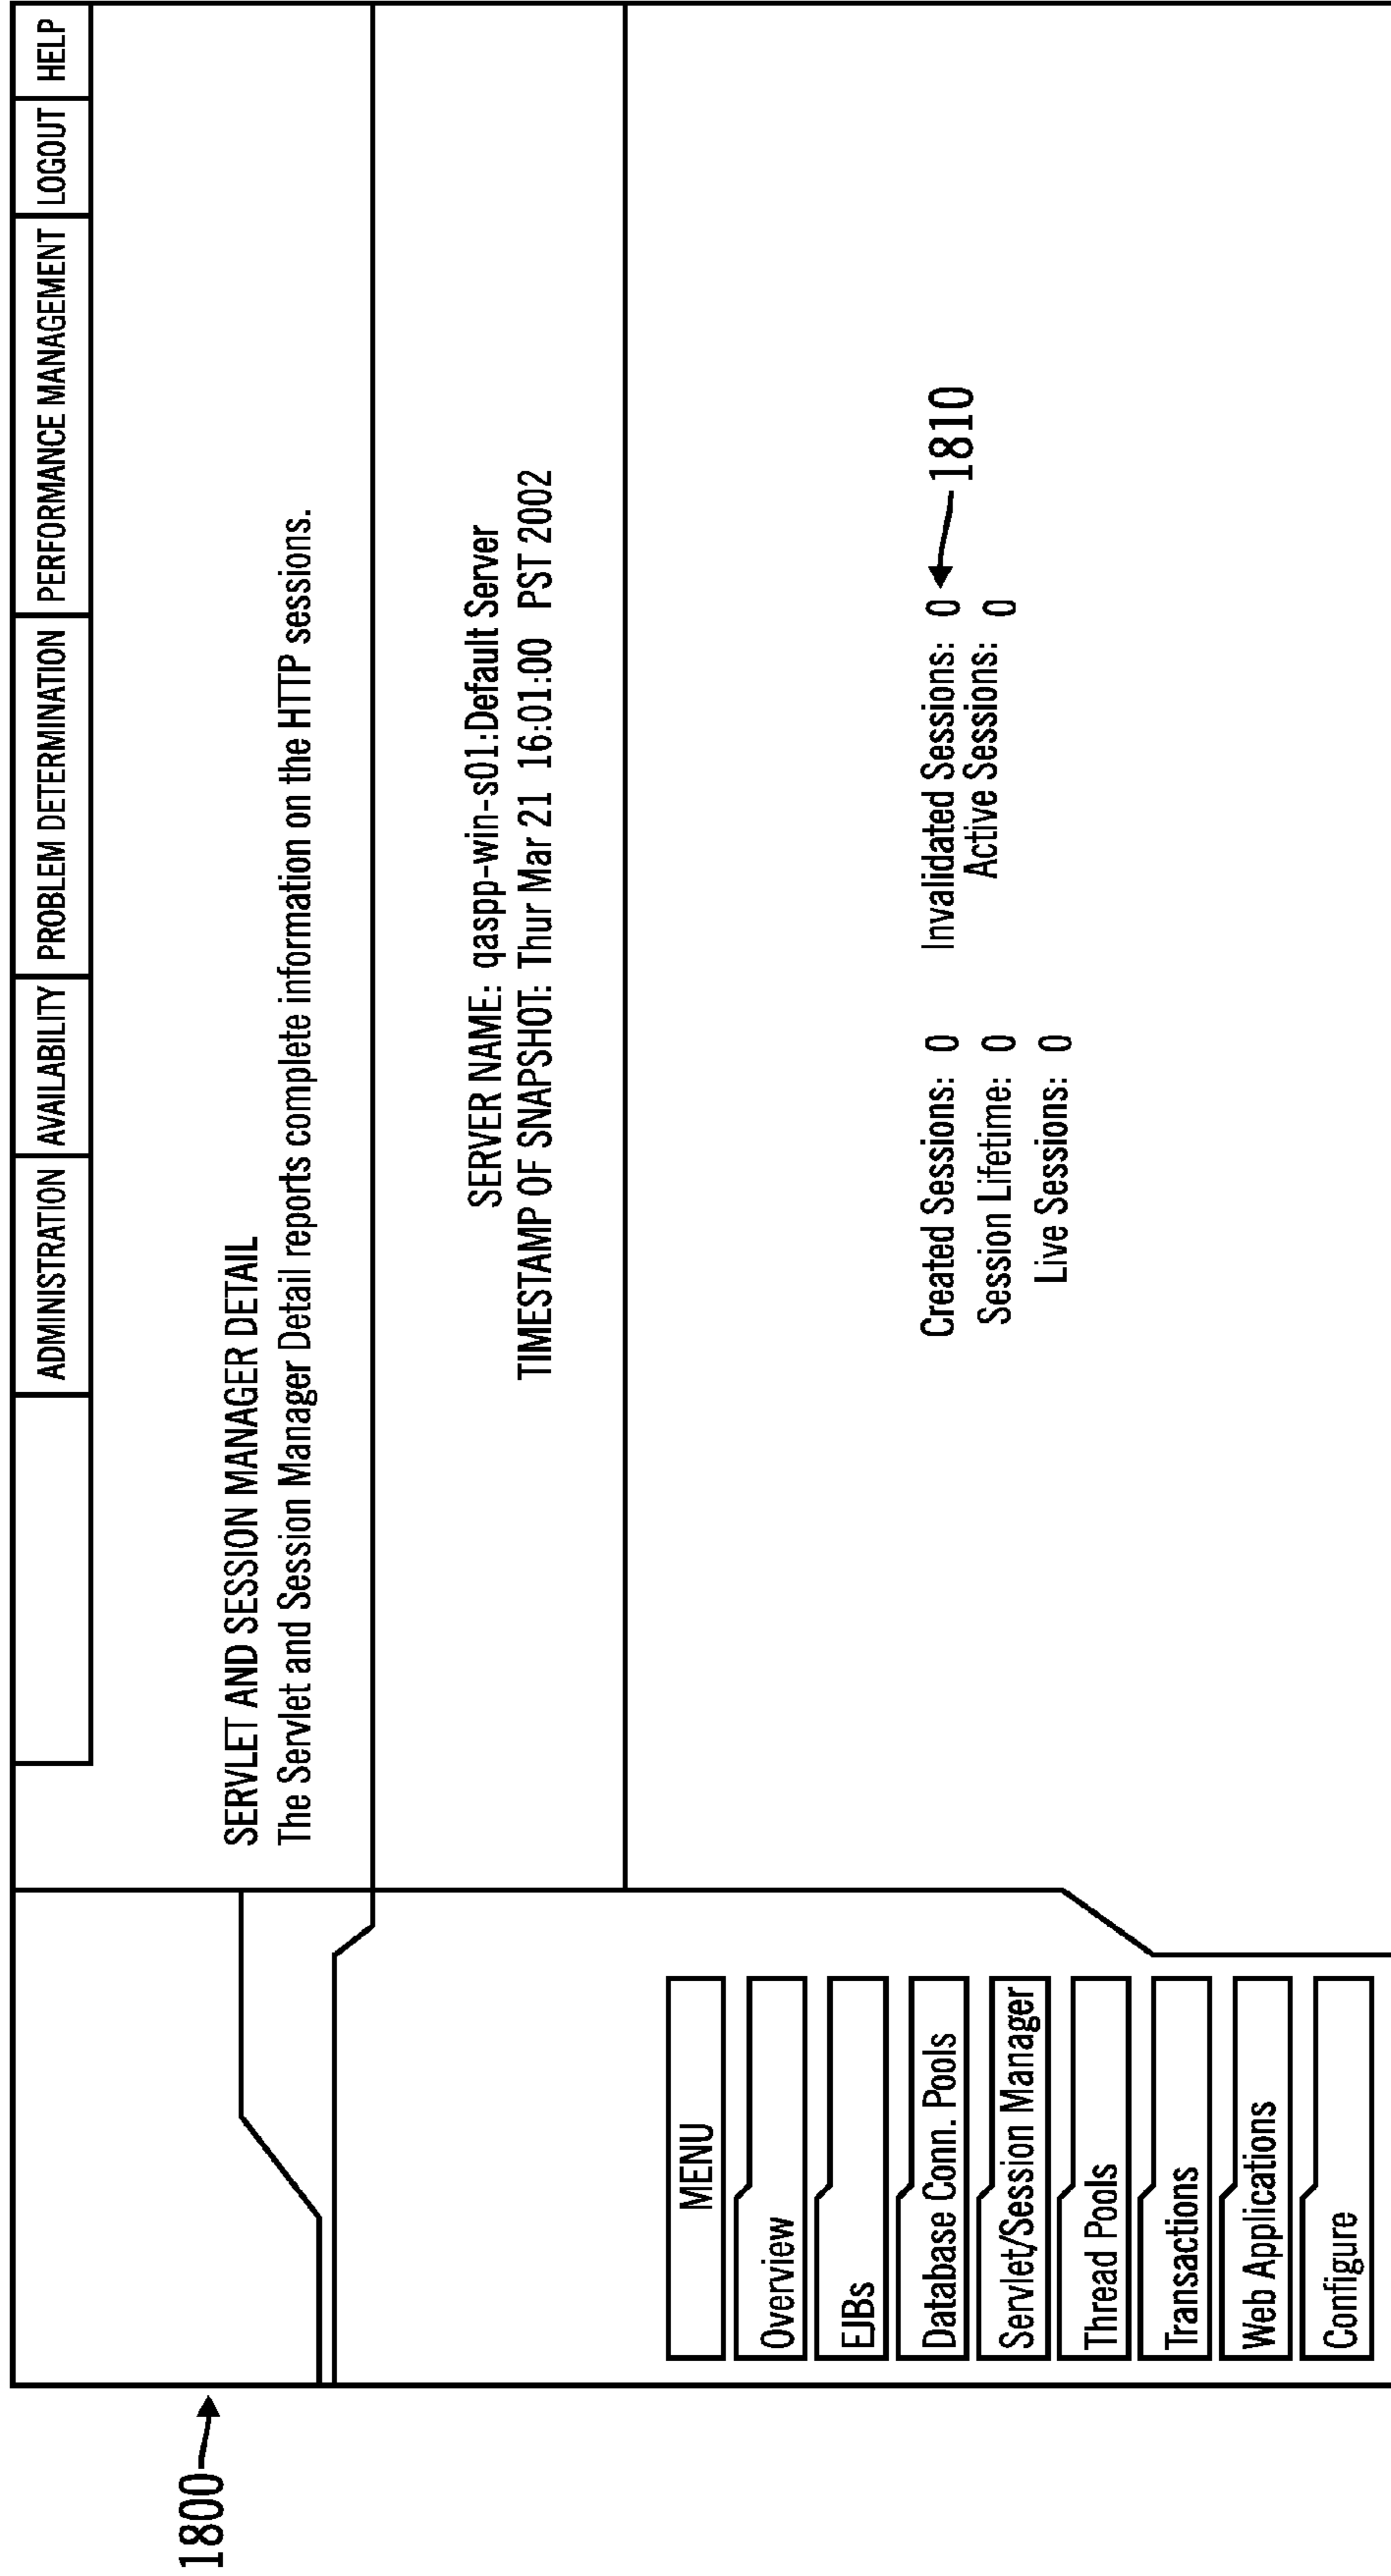 1800
ADMINISTRATION AVAILABILITY PROBLEM DETERMINATION PERFORMANCE MANAGEMENT LOGOUT HELP
SERVLET AND SESSION MANAGER DETAIL
The Servlet and Session Manager Detail reports complete information on the HTTP sessions.
SERVER NAME: qaspp-win-s01:Default Server
TIMESTAMP OF SNAPSHOT: Thur Mar 21 16:01:00 PST 2002
MENU
Overview
EJBs
Database Conn. Pools
Servlet/Session Manager
Thread Pools
Transactions
Web Applications
Configure
Created Sessions: 0 Invalidated Sessions: 0 1810
Session Lifetime: 0 Active Sessions: 0
Live Sessions: 0